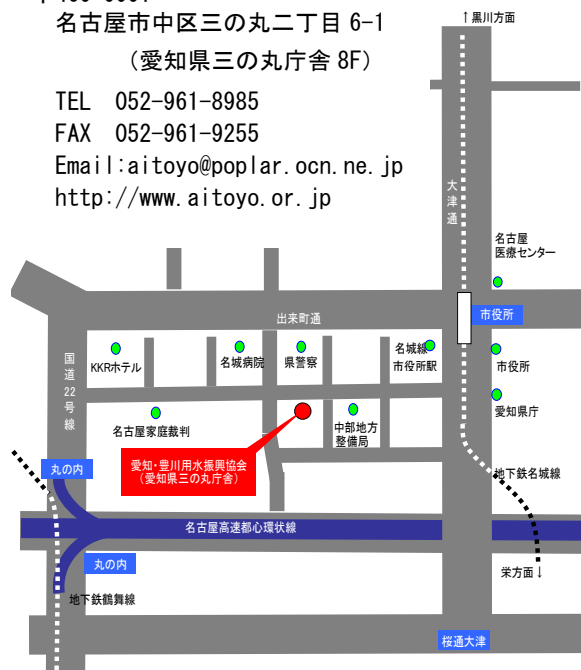 名古屋市中区三の丸二丁目 6-1
（愛知県三の丸庁舎 8F）
TEL 052-961-8985
FAX 052-961-9255
Email:aitoyo@poplar.ocn.ne.jp
http://www.aitoyo.or.jp
↑黒川方面
大津通
名古屋
医療センター
出来町通
市役所
国道22号線
KKRホテル
名城病院
県警察
名城線
市役所駅
市役所
愛知県庁
名古屋家庭裁判
中部地方
整備局
愛知・豊川用水振興協会
（愛知県三の丸庁舎）
丸の内
地下鉄名城線
名古屋高速都心環状線
丸の内
栄方面↓
地下鉄鶴舞線
桜通大津